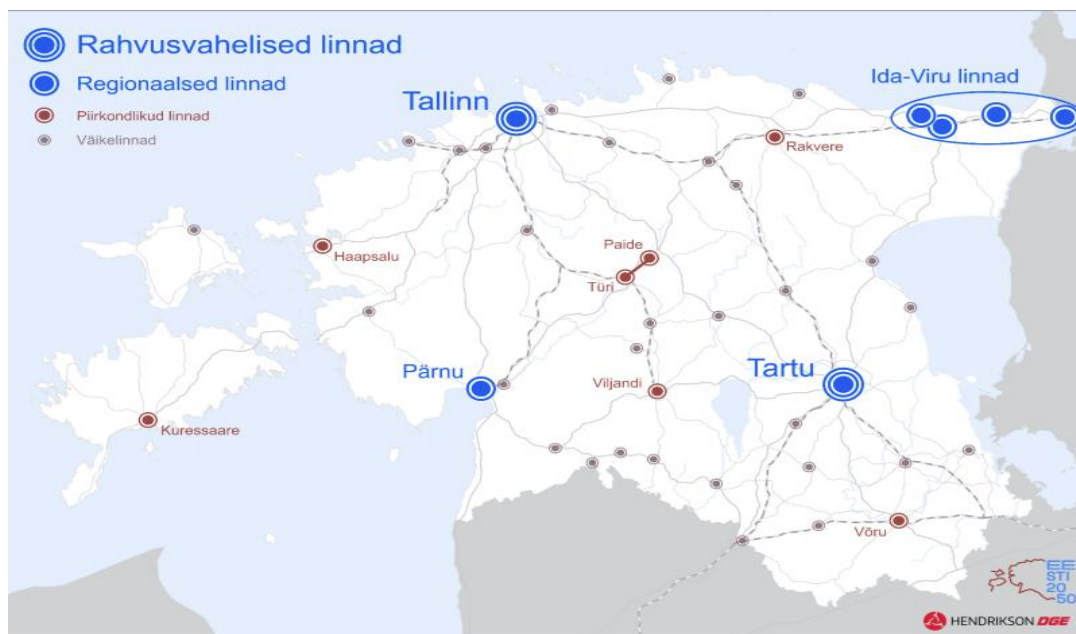 Rahvusvahelised linnad
Regionaalsed linnad
Piirkondlikud linnad
Väikelinnad
Tallinn
Ida-Viru linnad
Rakvere
Haapsalu
Paide
Türi
Pärnu
Viljandi
Tartu
Kuressaare
Võru
EE
STI
20
50
HENDRIKSON DGE